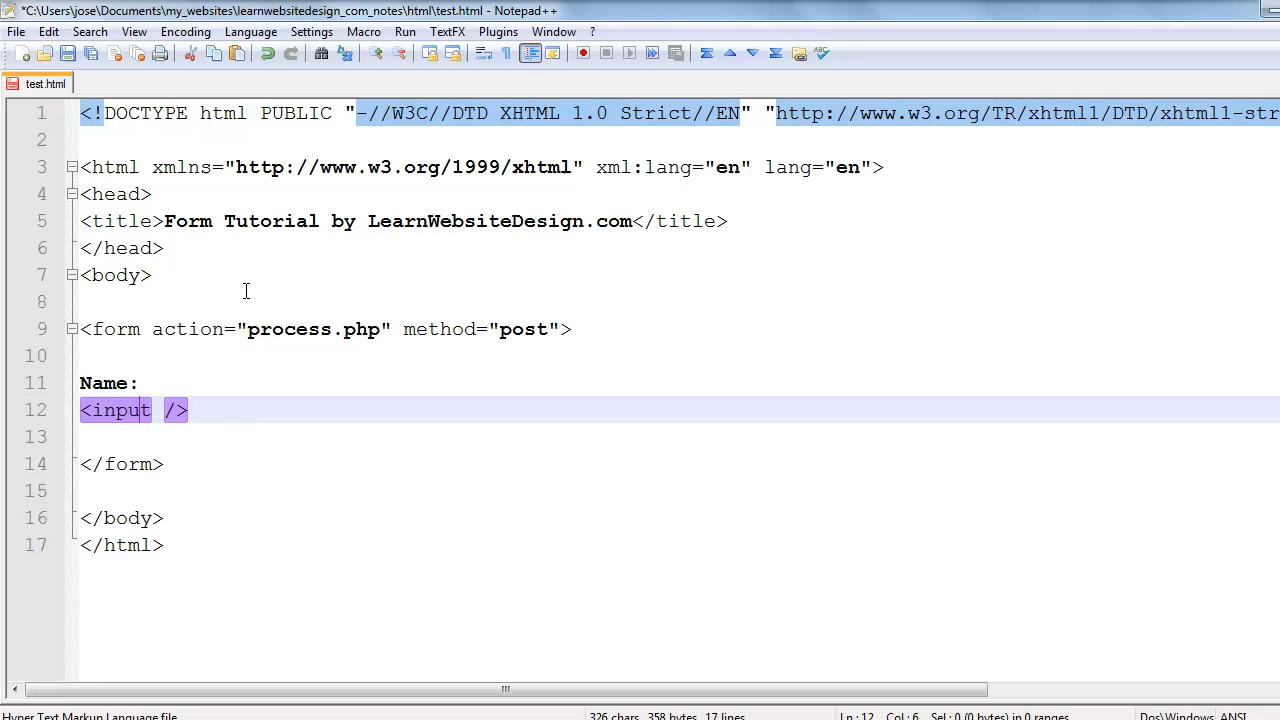 *C:\Users\jose\Documents\my_websites\learnwebsitedesign_com_notes\html\test.html - Notepad++
File Edit Search View Encoding Language Settings Macro Run TextFX Plugins Window ?
test.html
1 <!DOCTYPE html PUBLIC "-//W3C//DTD XHTML 1.0 Strict//EN" "http://www.w3.org/TR/xhtml1/DTD/xhtml1-str
2
3 <html xmlns="http://www.w3.org/1999/xhtml" xml:lang="en" lang="en">
4 <head>
5 <title>Form Tutorial by LearnWebsiteDesign.com</title>
6 </head>
7 <body>
8
9 <form action="process.php" method="post">
10
11 Name:
12 <input />
13
14 </form>
15
16 </body>
17 </html>
Hyper Text Markup Language file 326 chars 358 bytes 17 lines Ln : 12 Col : 6 Sel : 0 (0 bytes) in 0 ranges Dos\Windows ANSI